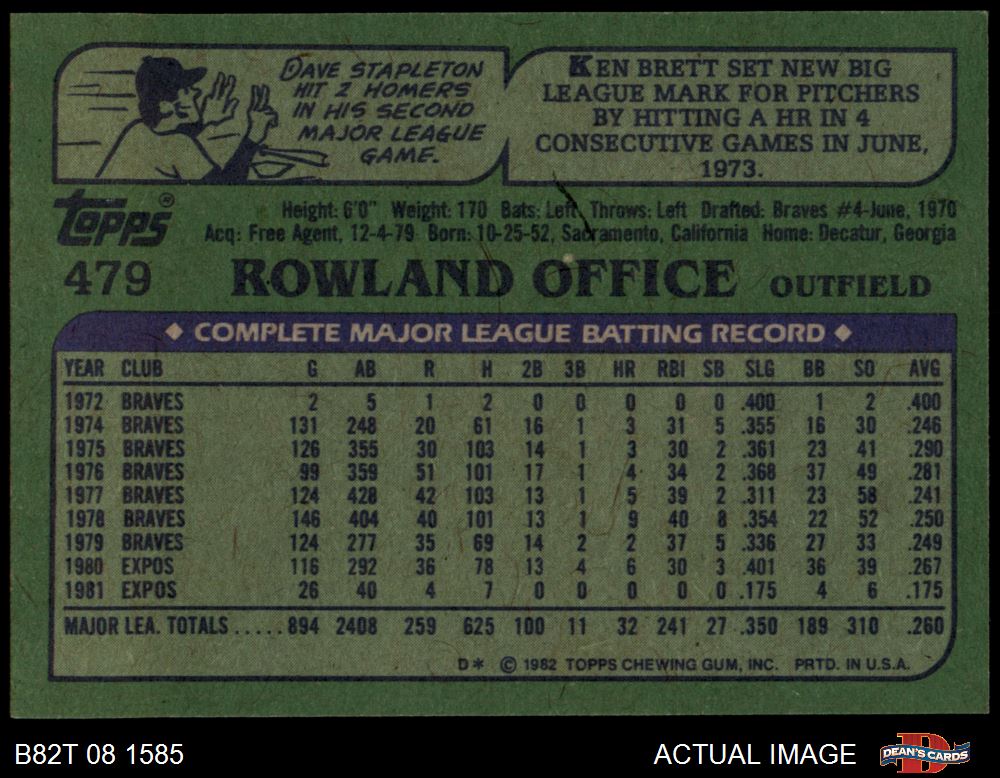 DAVE STAPLETON
HIT 2 HOMERS
IN HIS SECOND
MAJOR LEAGUE
GAME.
KEN BRETT SET NEW BIG
LEAGUE MARK FOR PITCHERS
BY HITTING A HR IN 4
CONSECUTIVE GAMES IN JUNE,
1973.
Topps®
Height: 6'0" Weight: 170 Bats: Left Throws: Left Drafted: Braves #4-June, 1970
Acq: Free Agent, 12-4-79 Born: 10-25-52, Sacramento, California Home: Decatur, Georgia
479 ROWLAND OFFICE OUTFIELD
◆ COMPLETE MAJOR LEAGUE BATTING RECORD ◆
YEAR CLUB G AB R H 2B 3B HR RBI SB SLG BB SO AVG
1972 BRAVES 2 5 1 2 0 0 0 0 0 .400 1 2 .400
1974 BRAVES 131 248 20 61 16 1 3 31 5 .355 16 30 .246
1975 BRAVES 126 355 30 103 14 1 3 30 2 .361 23 41 .290
1976 BRAVES 99 359 51 101 17 1 4 34 2 .368 37 49 .281
1977 BRAVES 124 428 42 103 13 1 5 39 2 .311 23 58 .241
1978 BRAVES 146 404 40 101 13 1 9 40 8 .354 22 52 .250
1979 BRAVES 124 277 35 69 14 2 2 37 5 .336 27 33 .249
1980 EXPOS 116 292 36 78 13 4 6 30 3 .401 36 39 .267
1981 EXPOS 26 40 4 7 0 0 0 0 0 .175 4 6 .175
MAJOR LEA. TOTALS ..... 894 2408 259 625 100 11 32 241 27 .350 189 310 .260
D* © 1982 TOPPS CHEWING GUM, INC. PRTD. IN U.S.A.
B82T 08 1585 ACTUAL IMAGE DEAN'S CARDS